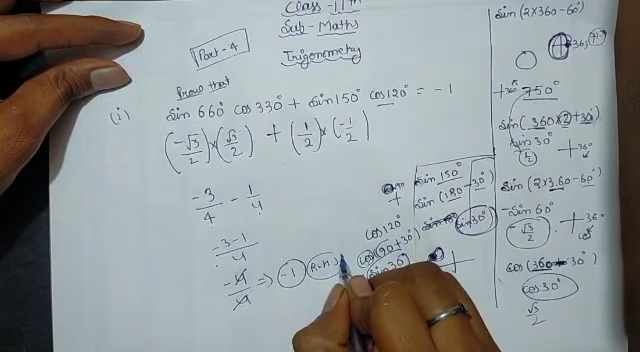 Class - 11th
Sub - Maths
Part - 4
Trigonometry
Prove that
(i) Sin 660° Cos 330° + Sin 150° Cos 120° = -1
(-√3/2) × (√3/2) + (1/2) × (-1/2)
-3/4 - 1/4
-3-1/4
-4/4 ⇒ -1 (R.H.S
Sin 150°
Sin (180 - 30°)
Sin 30°
Cos 120°
Cos (90+30°)
Sin 30°
Sin (2×360-60°)
750°
Sin (360×2+30°)
Sin 30°
1/2
Sin (2×360-60°)
-Sin 60°
-√3/2
Cos (360-30°)
Cos 30°
√3/2